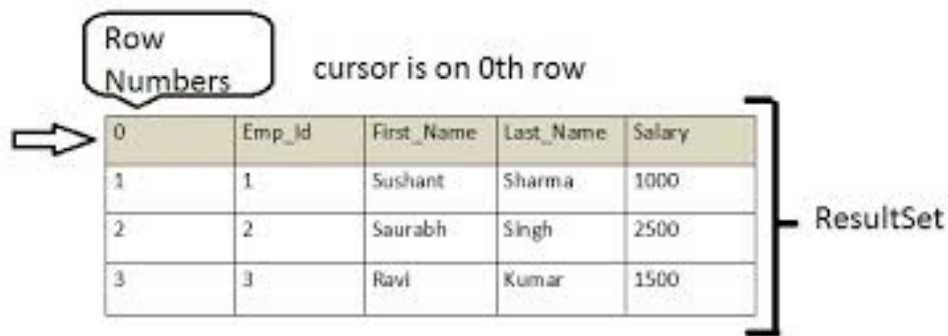 Row
Numbers
cursor is on 0th row
0 Emp_Id First_Name Last_Name Salary
1 1 Sushant Sharma 1000
2 2 Saurabh Singh 2500
3 3 Ravi Kumar 1500
ResultSet